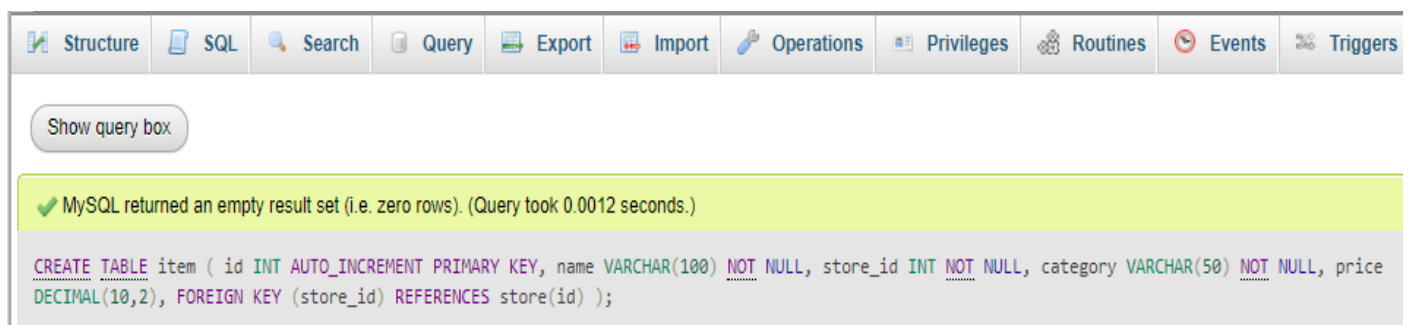 Structure SQL Search Query Export Import Operations Privileges Routines Events Triggers
Show query box
MySQL returned an empty result set (i.e. zero rows). (Query took 0.0012 seconds.)
CREATE TABLE item ( id INT AUTO_INCREMENT PRIMARY KEY, name VARCHAR(100) NOT NULL, store_id INT NOT NULL, category VARCHAR(50) NOT NULL, price
DECIMAL(10,2), FOREIGN KEY (store_id) REFERENCES store(id) );